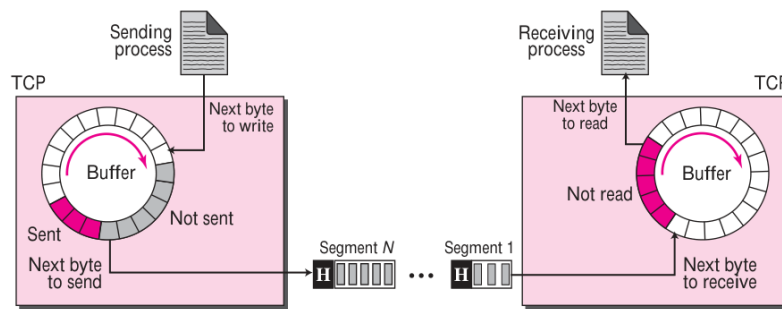 Sending
process
Receiving
process
TCP
TCP
Next byte
to write
Next byte
to read
Buffer
Buffer
Not sent
Not read
Sent
Next byte
to send
Segment N
Segment 1
H
H
Next byte
to receive